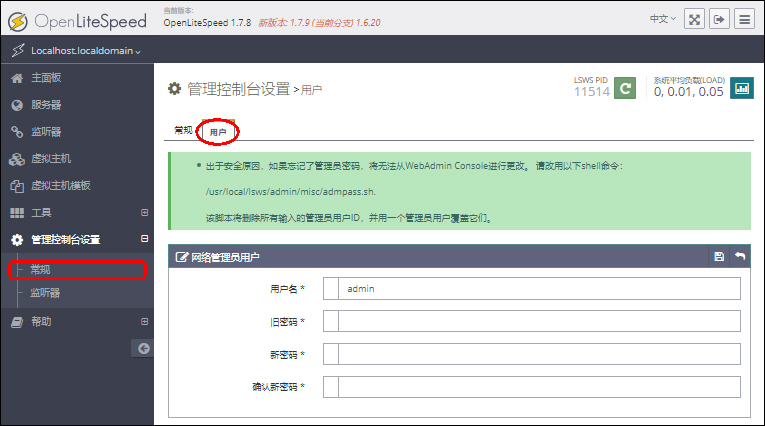 OpenLiteSpeed
当前版本:
OpenLiteSpeed 1.7.8 新版本: 1.7.9 (当前分支) 1.6.20
中文
Localhost.localdomain
主面板
服务器
监听器
虚拟主机
虚拟主机模板
工具
管理控制台设置
常规
监听器
帮助
管理控制台设置 > 用户
LSWS PID
11514
系统平均负载(LOAD)
0, 0.01, 0.05
常规
用户
出于安全原因，如果忘记了管理员密码，将无法从WebAdmin Console进行更改。 请改用以下shell命令：
/usr/local/lsws/admin/misc/admpass.sh.
该脚本将删除所有输入的管理员用户ID，并用一个管理员用户覆盖它们。
网络管理员用户
用户名 *
admin
旧密码 *
新密码 *
确认新密码 *